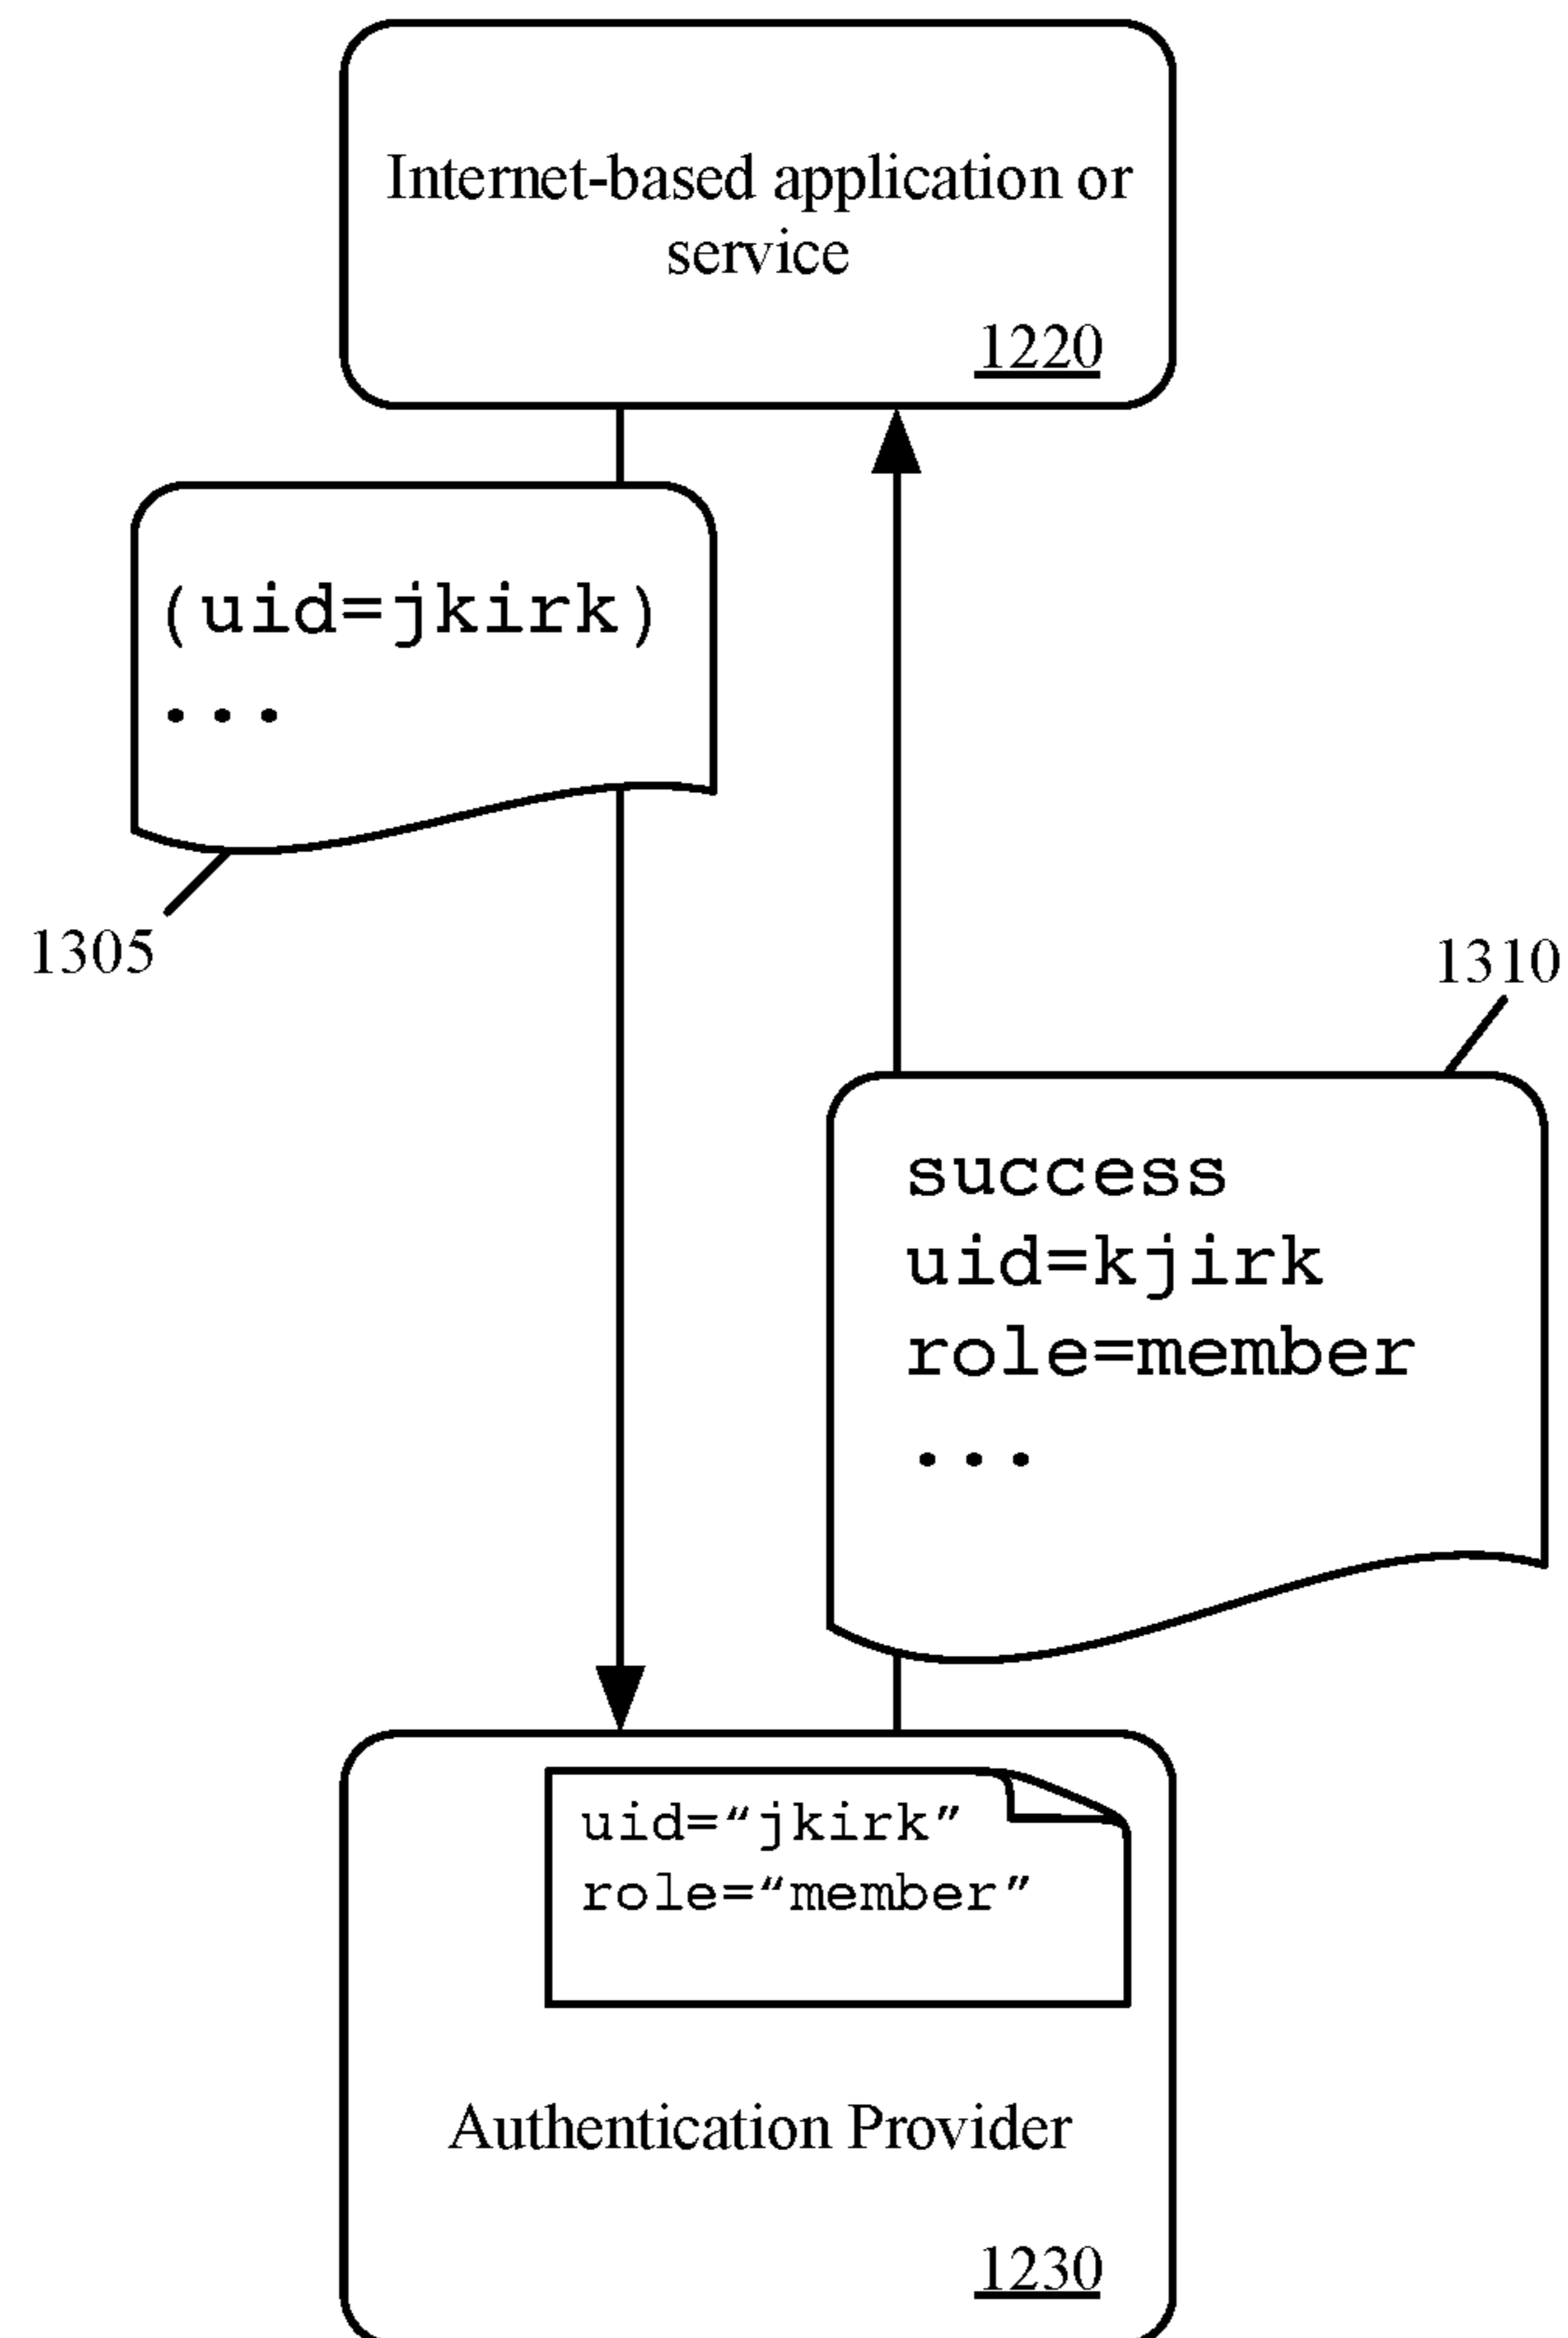 Internet-based application or
service
1220
(uid=jkirk)
...
1305
1310
success
uid=kjirk
role=member
...
uid=“jkirk”
role=“member”
Authentication Provider
1230